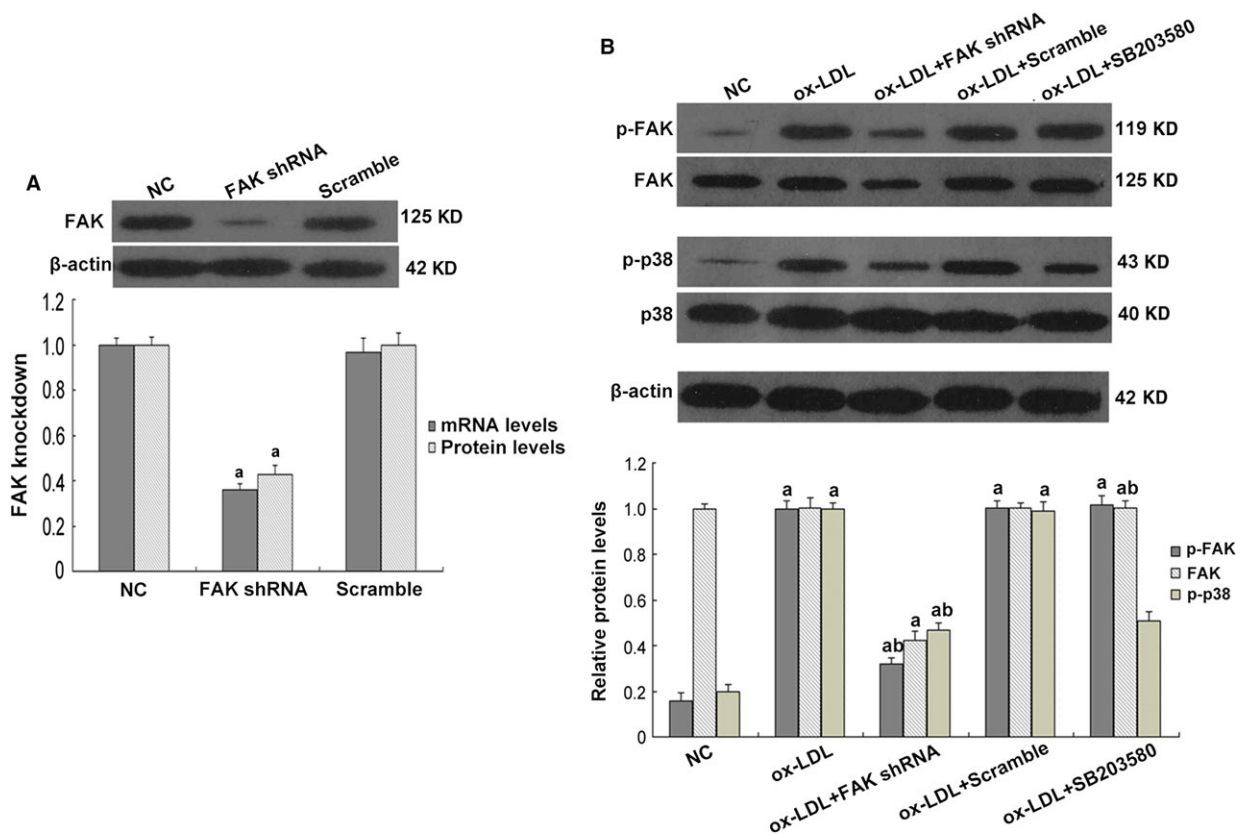 A
NC FAK shRNA Scramble
FAK 125 KD
β-actin 42 KD
1.2
1.0
0.8
0.6
0.4
0.2
0
FAK knockdown
a a
mRNA levels
Protein levels
NC FAK shRNA Scramble
B
NC ox-LDL ox-LDL+FAK shRNA ox-LDL+Scramble ox-LDL+SB203580
p-FAK 119 KD
FAK 125 KD
p-p38 43 KD
p38 40 KD
β-actin 42 KD
1.2
1.0
0.8
0.6
0.4
0.2
0
Relative protein levels
a a ab a ab a a a ab
p-FAK
FAK
p-p38
NC ox-LDL ox-LDL+FAK shRNA ox-LDL+Scramble ox-LDL+SB203580